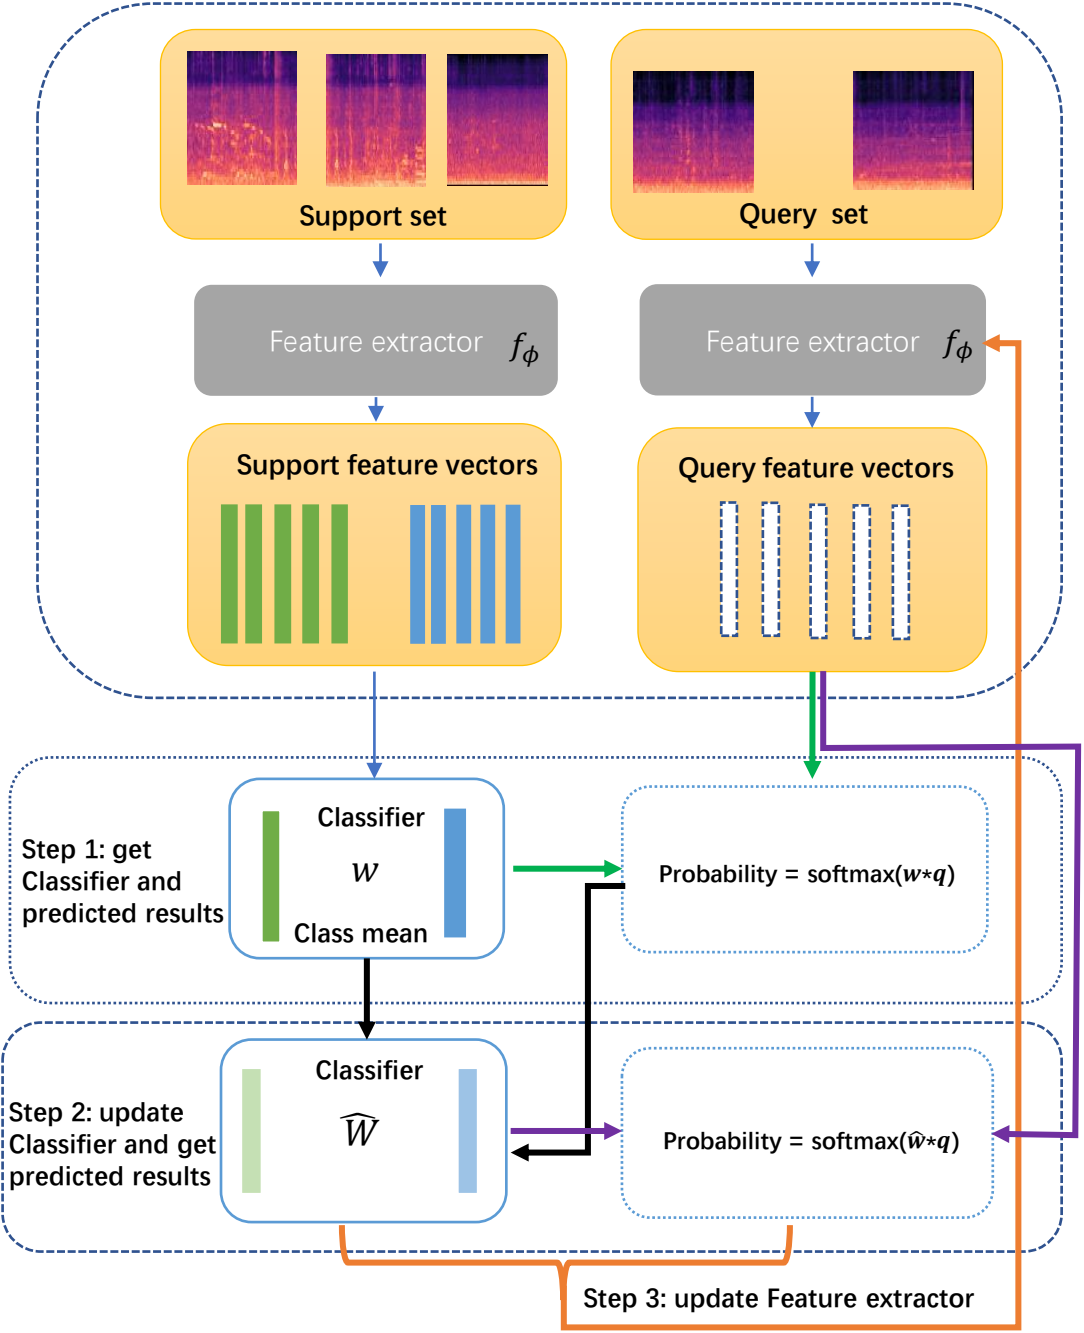 Support set
Query set
Feature extractor f_ϕ
Feature extractor f_ϕ
Support feature vectors
Query feature vectors
Step 1: get
Classifier and
predicted results
Classifier
w
Class mean
Probability = softmax(w*q)
Step 2: update
Classifier and get
predicted results
Classifier
Ŵ
Probability = softmax(ŵ*q)
Step 3: update Feature extractor